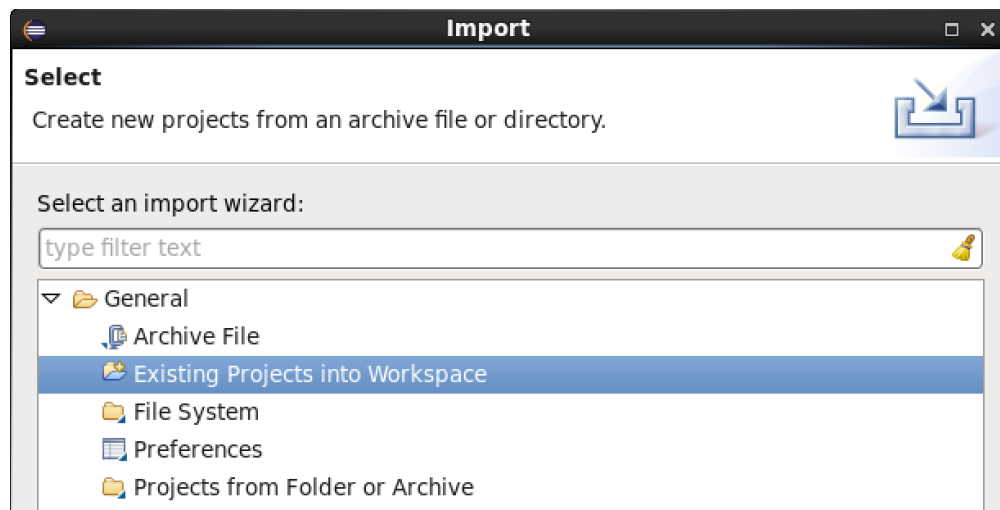 Import
Select
Create new projects from an archive file or directory.
Select an import wizard:
type filter text
General
Archive File
Existing Projects into Workspace
File System
Preferences
Projects from Folder or Archive